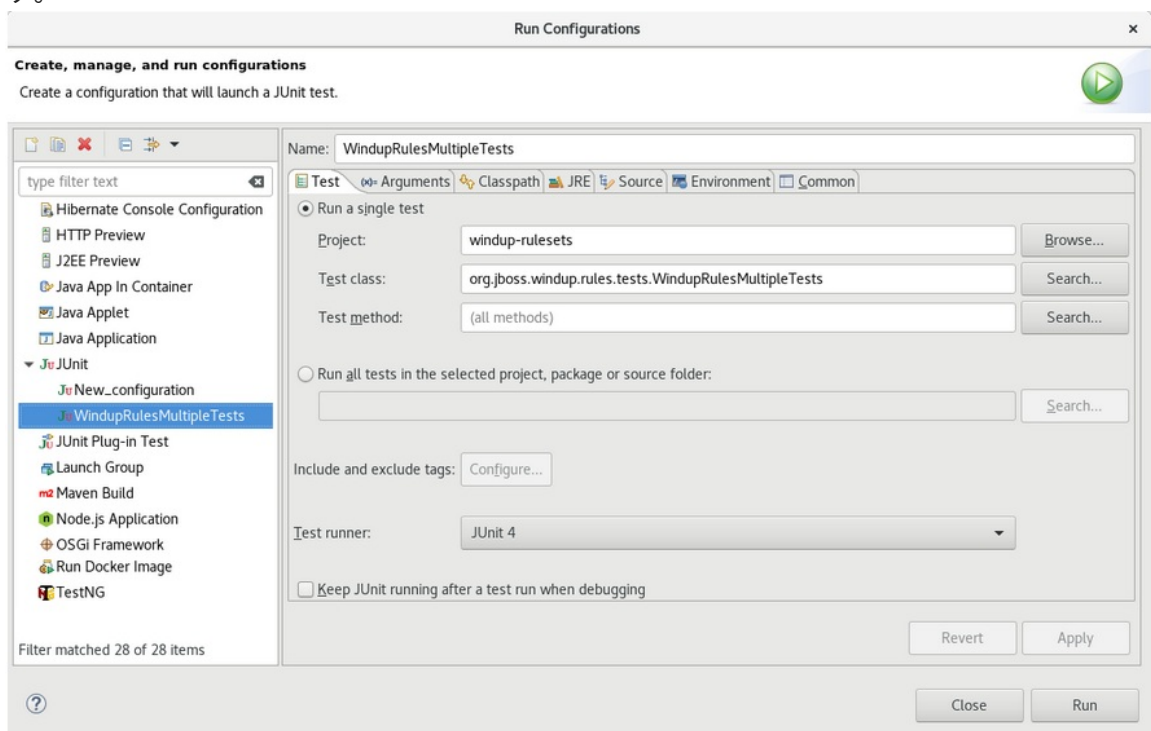 す。
Run Configurations
×
Create, manage, and run configurations
Create a configuration that will launch a JUnit test.
type filter text
Hibernate Console Configuration
HTTP Preview
J2EE Preview
Java App In Container
Java Applet
Java Application
JUnit
New_configuration
WindupRulesMultipleTests
JUnit Plug-in Test
Launch Group
Maven Build
Node.js Application
OSGi Framework
Run Docker Image
TestNG
Filter matched 28 of 28 items
Name: WindupRulesMultipleTests
Test Arguments Classpath JRE Source Environment Common
Run a single test
Project: windup-rulesets Browse...
Test class: org.jboss.windup.rules.tests.WindupRulesMultipleTests Search...
Test method: (all methods) Search...
Run all tests in the selected project, package or source folder:
Search...
Include and exclude tags: Configure...
Test runner: JUnit 4
Keep JUnit running after a test run when debugging
Revert Apply
Close Run